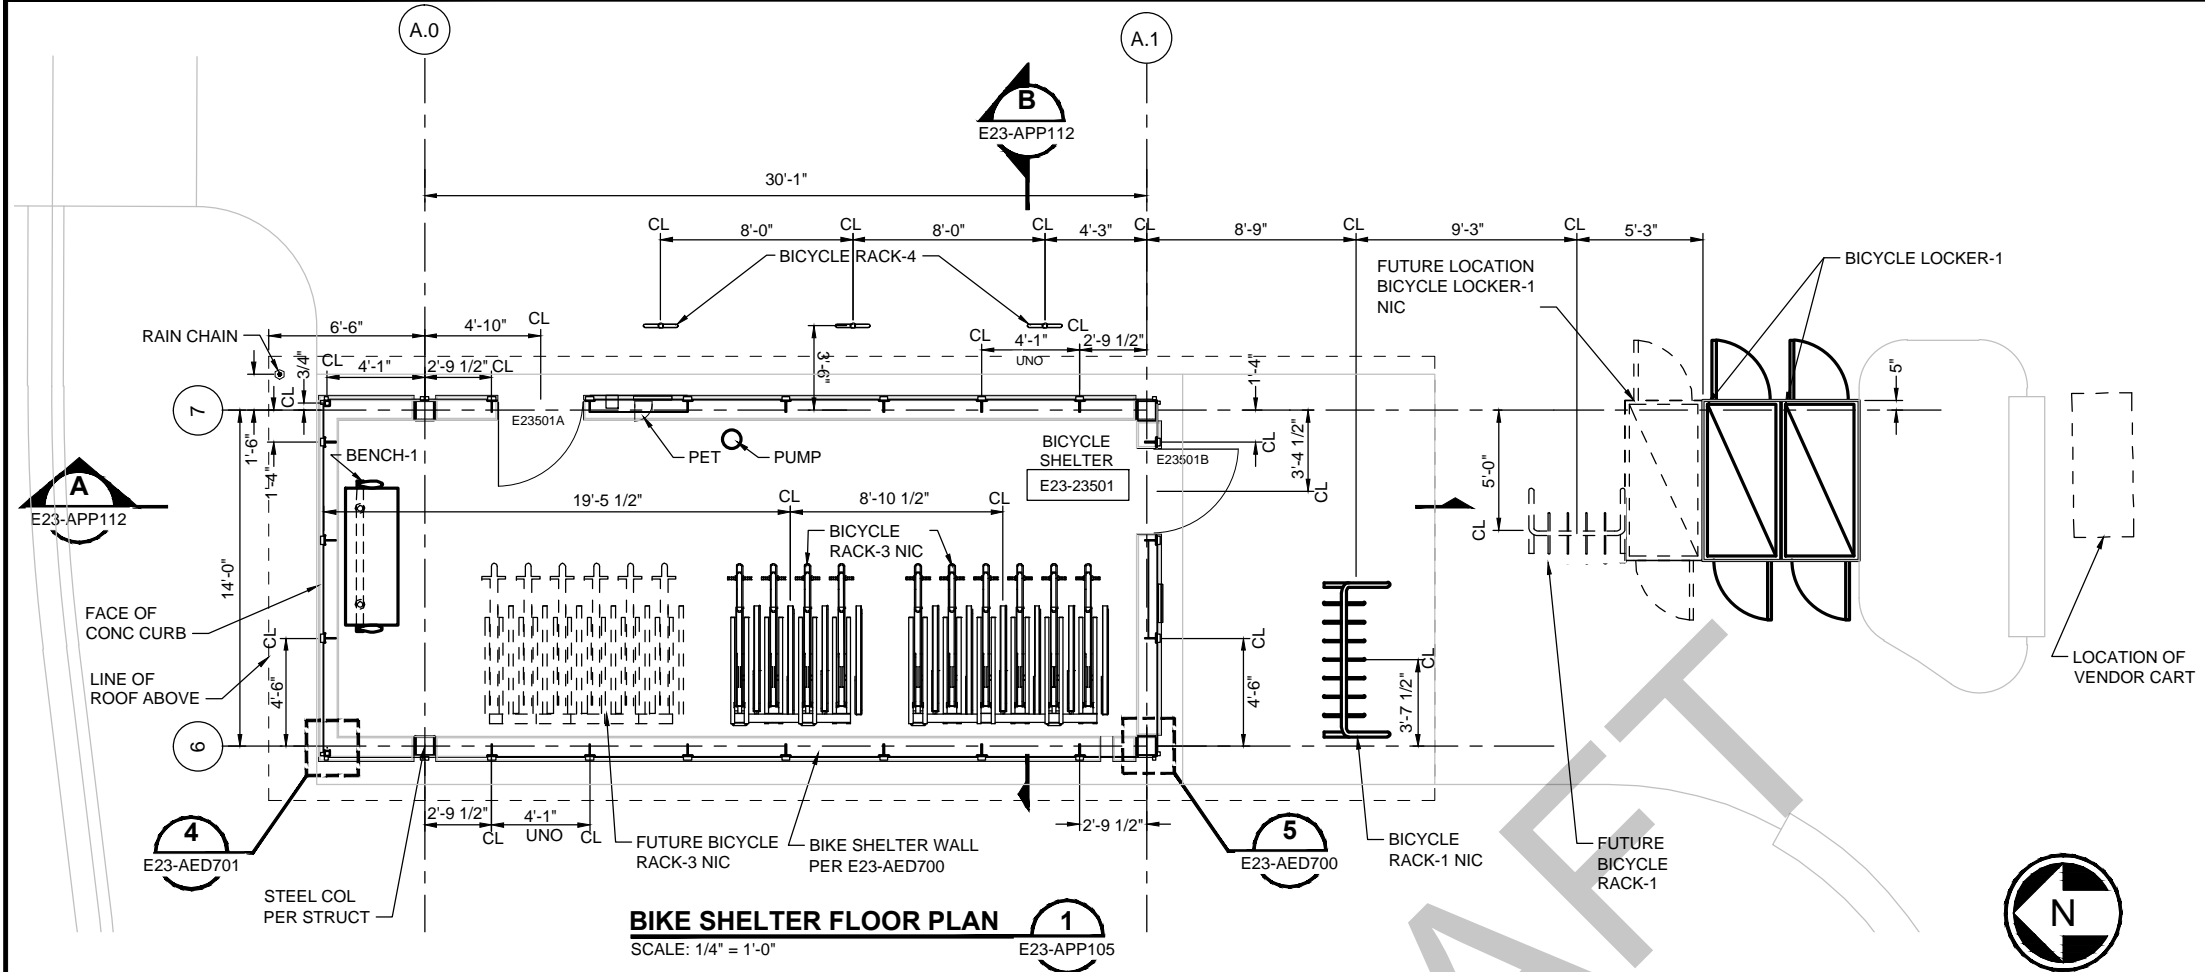 A.0
A.1
B
E23-APP112
30'-1"
CL
CL
CL
CL
CL
CL
8'-0"
8'-0"
4'-3"
8'-9"
9'-3"
5'-3"
BICYCLE RACK-4
BICYCLE LOCKER-1
FUTURE LOCATION
BICYCLE LOCKER-1
NIC
RAIN CHAIN
6'-6"
4'-10"
CL
CL
4'-1"
2'-9 1/2"
CL
3/4"
CL
3'-6"
CL
4'-1"
UNO
CL
2'-9 1/2"
1'-4"
5"
7
E23501A
1'-6"
1'-4"
BENCH-1
PET
PUMP
BICYCLE
SHELTER
E23-23501
E23501B
CL
3'-4 1/2"
CL
5'-0"
CL
A
E23-APP112
19'-5 1/2"
CL
8'-10 1/2"
CL
BICYCLE
RACK-3 NIC
14'-0"
FACE OF
CONC CURB
CL
LINE OF
ROOF ABOVE
4'-6"
CL
4'-6"
CL
3'-7 1/2"
LOCATION OF
VENDOR CART
6
2'-9 1/2"
4'-1"
UNO
CL
CL
2'-9 1/2"
4
E23-AED701
FUTURE BICYCLE
RACK-3 NIC
BIKE SHELTER WALL
PER E23-AED700
5
E23-AED700
BICYCLE
RACK-1 NIC
FUTURE
BICYCLE
RACK-1
STEEL COL
PER STRUCT
BIKE SHELTER FLOOR PLAN
SCALE: 1/4" = 1'-0"
1
E23-APP105
N
AFT